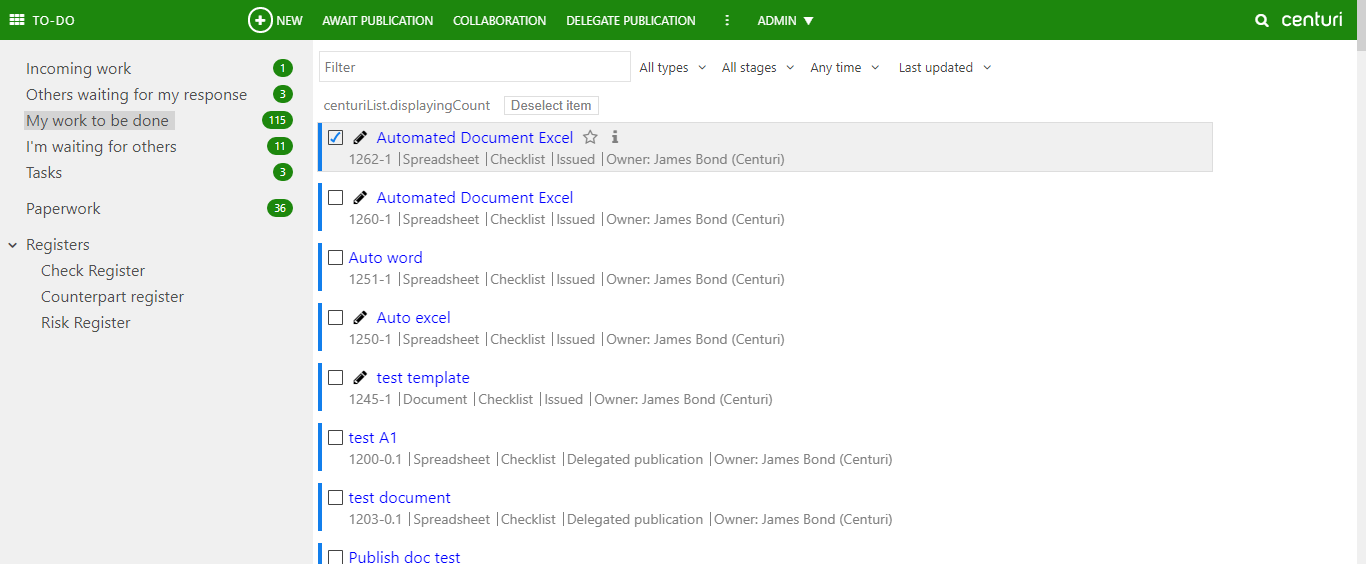 TO-DO NEW AWAIT PUBLICATION COLLABORATION DELEGATE PUBLICATION ADMIN centuri
Incoming work 1
Others waiting for my response 3
My work to be done 115
I'm waiting for others 11
Tasks 3
Paperwork 36
Registers
Check Register
Counterpart register
Risk Register
Filter All types All stages Any time Last updated
centuriList.displayingCount Deselect item
Automated Document Excel
1262-1 |Spreadsheet |Checklist |Issued |Owner: James Bond (Centuri)
Automated Document Excel
1260-1 |Spreadsheet |Checklist |Issued |Owner: James Bond (Centuri)
Auto word
1251-1 |Spreadsheet |Checklist |Issued |Owner: James Bond (Centuri)
Auto excel
1250-1 |Spreadsheet |Checklist |Issued |Owner: James Bond (Centuri)
test template
1245-1 |Document |Checklist |Issued |Owner: James Bond (Centuri)
test A1
1200-0.1 |Spreadsheet |Checklist |Delegated publication |Owner: James Bond (Centuri)
test document
1203-0.1 |Spreadsheet |Checklist |Delegated publication |Owner: James Bond (Centuri)
Publish doc test